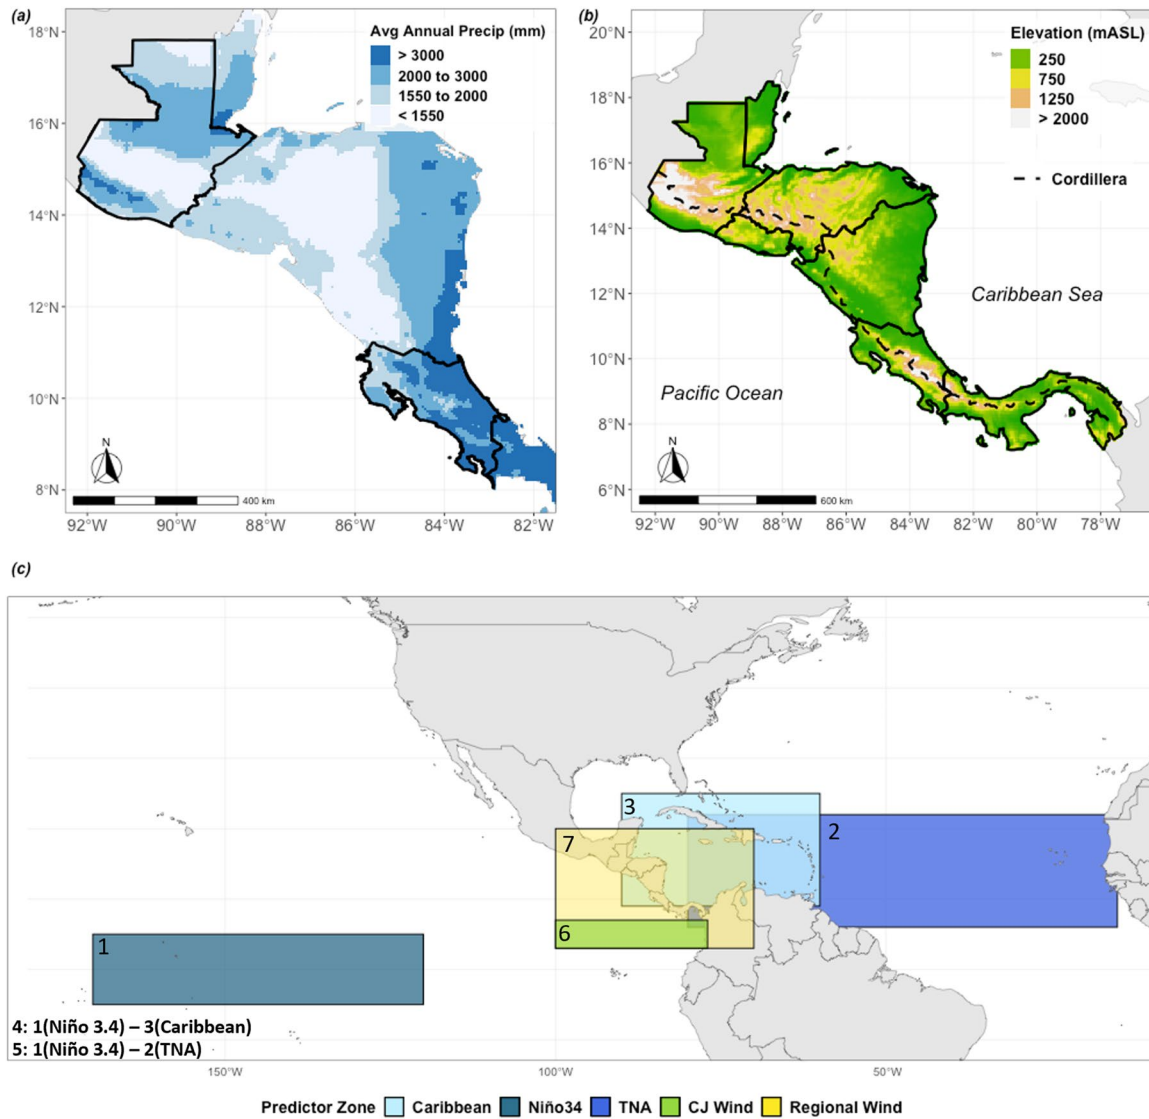 (a)
Avg Annual Precip (mm)
> 3000
2000 to 3000
1550 to 2000
< 1550
18°N
16°N
14°N
12°N
10°N
8°N
N
400 km
92°W 90°W 88°W 86°W 84°W 82°W
(b)
Elevation (mASL)
250
750
1250
> 2000
Cordillera
20°N
18°N
16°N
14°N
12°N
10°N
8°N
6°N
Caribbean Sea
Pacific Ocean
N
600 km
92°W 90°W 88°W 86°W 84°W 82°W 80°W 78°W
(c)
3
2
7
6
1
4: 1(Niño 3.4) – 3(Caribbean)
5: 1(Niño 3.4) – 2(TNA)
150°W 100°W 50°W
Predictor Zone Caribbean Niño34 TNA CJ Wind Regional Wind